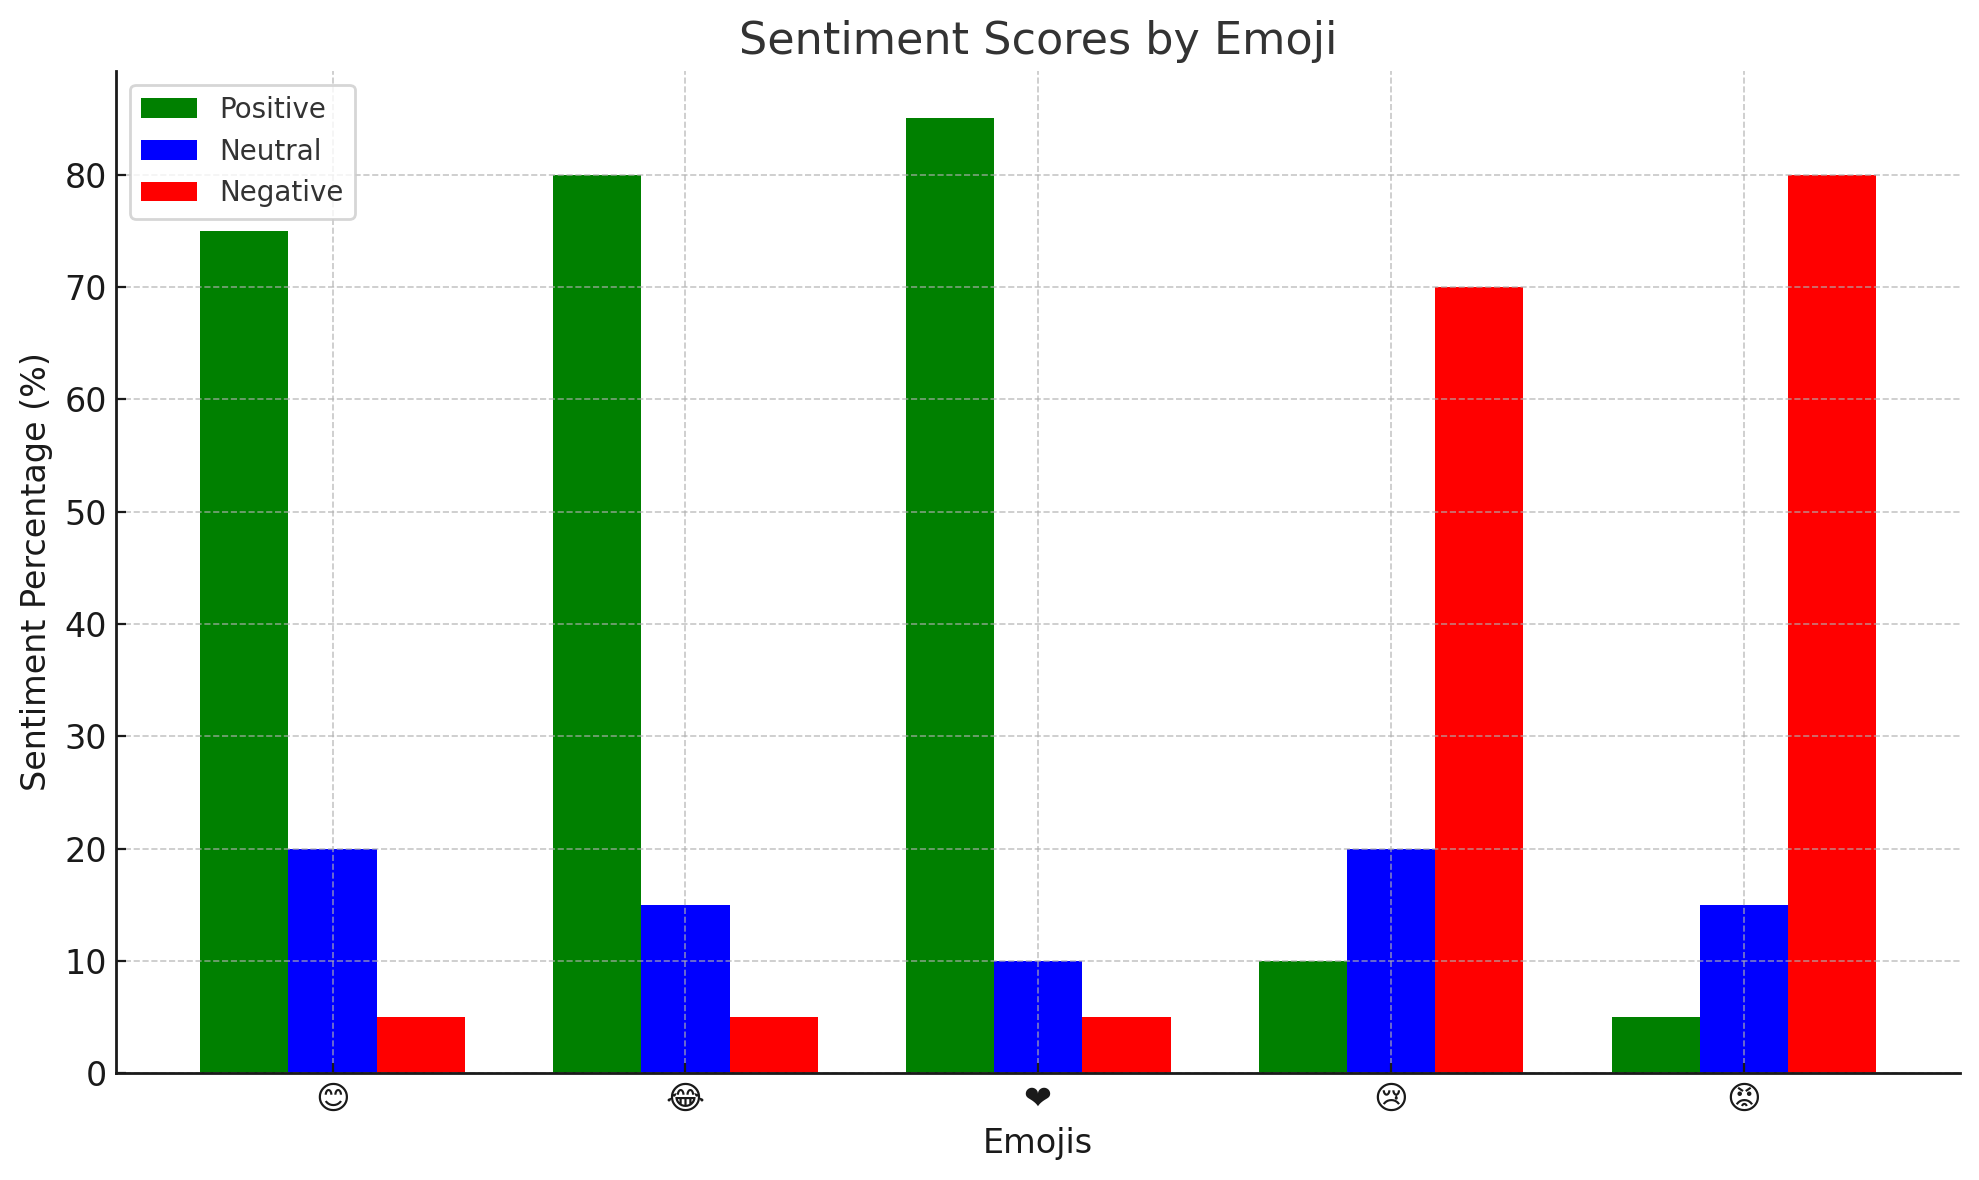 Sentiment Scores by Emoji
Positive
Neutral
Negative
Sentiment Percentage (%)
80
70
60
50
40
30
20
10
0
😊 😂 ❤ 😢 😡
Emojis